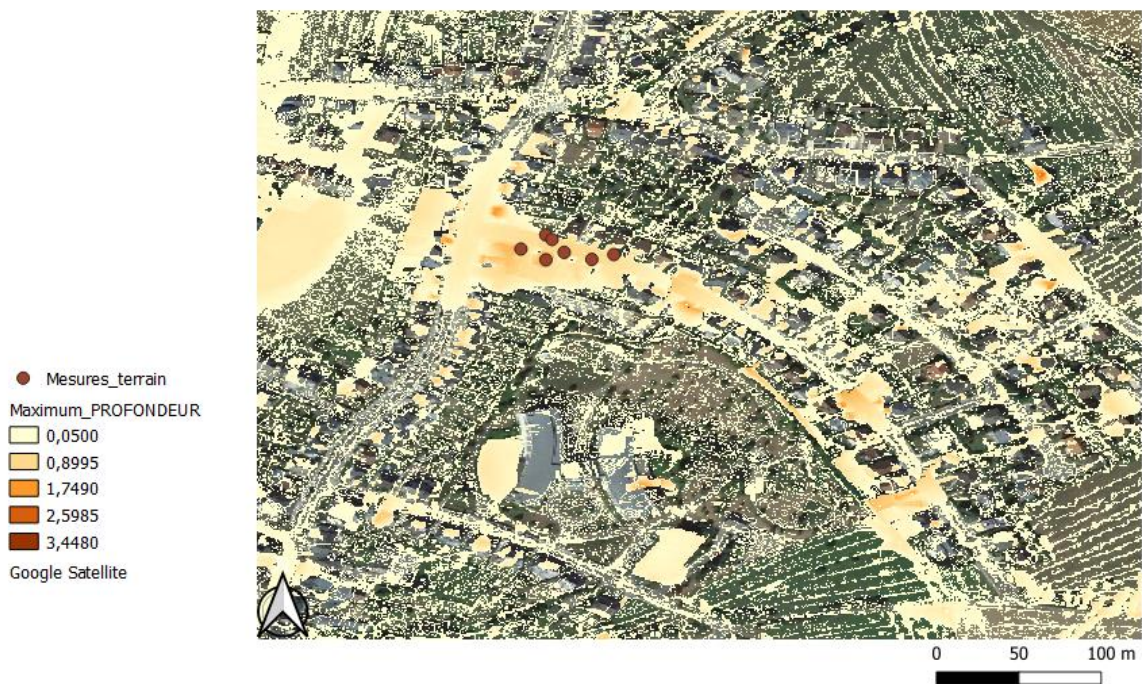 Mesures_terrain
Maximum_PROFONDEUR
0,0500
0,8995
1,7490
2,5985
3,4480
Google Satellite
0 50 100 m